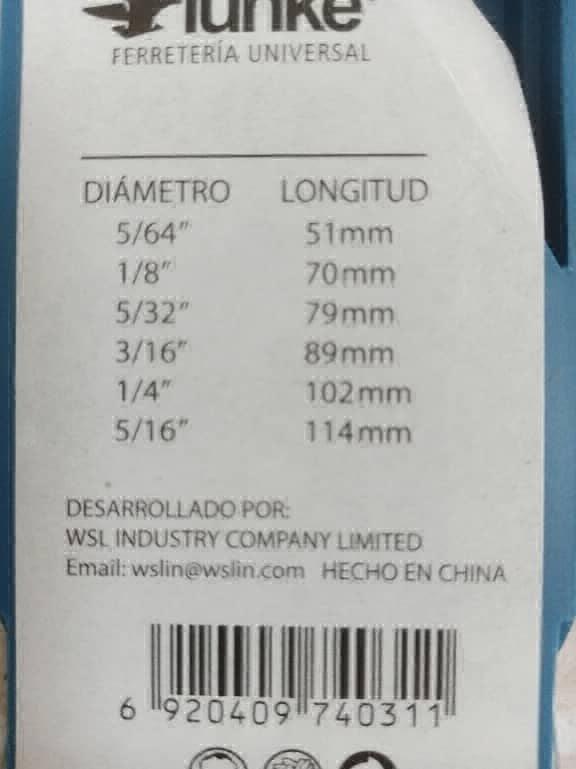 FERRETERÍA UNIVERSAL
DIÁMETRO LONGITUD
5/64" 51mm
1/8" 70mm
5/32" 79mm
3/16" 89mm
1/4" 102mm
5/16" 114mm
DESARROLLADO POR:
WSL INDUSTRY COMPANY LIMITED
Email: wslin@wslin.com HECHO EN CHINA
6 920409 740311